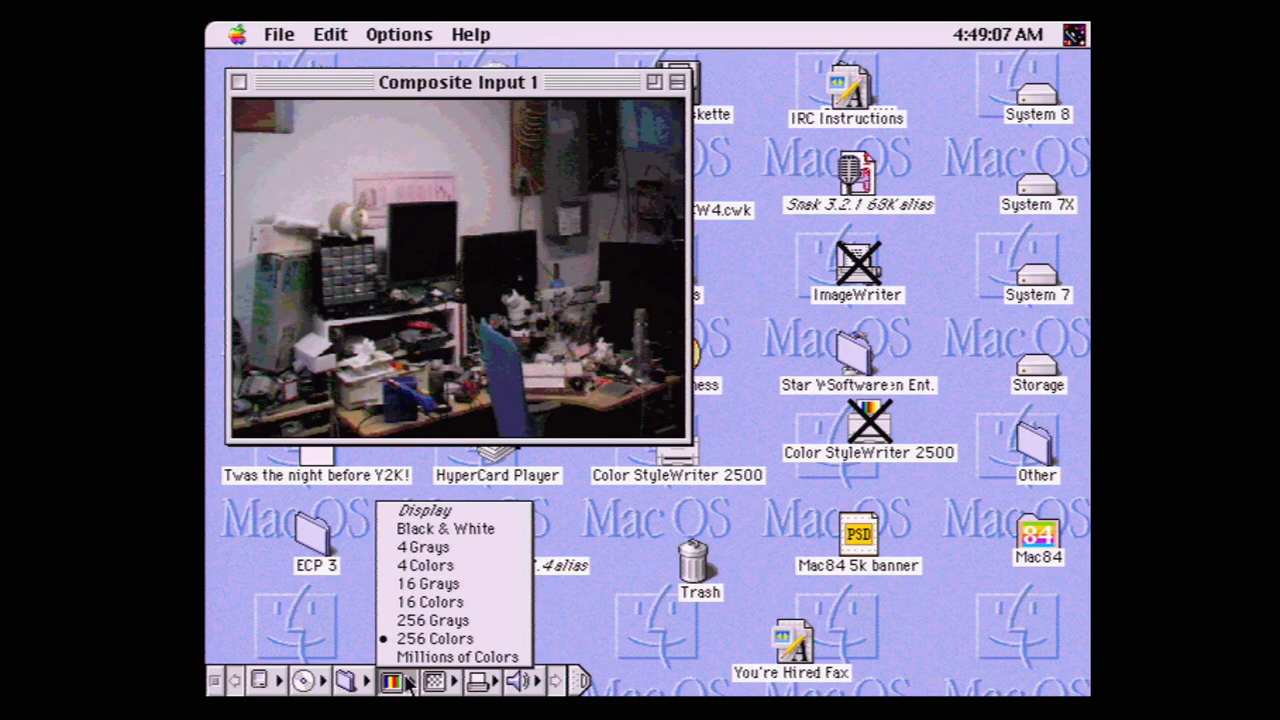 File Edit Options Help 4:49:07 AM
Composite Input 1
skette
IRC Instructions
System 8
W4.cwk
Snak 3.2.1 68K alias
System 7X
s
ImageWriter
System 7
ness
Star
Software
n Ent.
Storage
Color StyleWriter 2500
Twas the night before Y2K!
HyperCard Player
Color StyleWriter 2500
Other
Mac OS
Display
Black & White
4 Grays
4 Colors
16 Grays
16 Colors
256 Grays
256 Colors
Millions of Colors
ECP 3
.4 alias
Trash
PSD
Mac84 5k banner
84
Mac84
You're Hired Fax